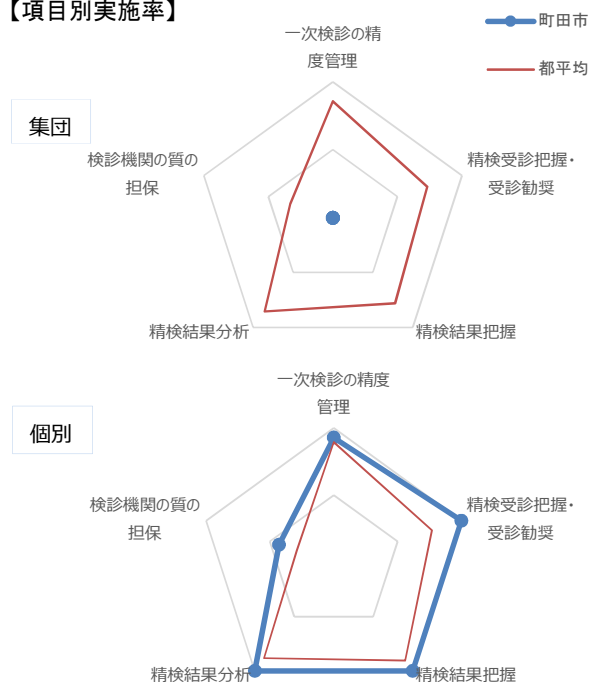 【項目別実施率】
町田市
都平均
集団
一次検診の精
度管理
精検受診把握・
受診勧奨
精検結果把握
精検結果分析
検診機関の質の
担保
個別
一次検診の精度
管理
精検受診把握・
受診勧奨
精検結果把握
精検結果分析
検診機関の質の
担保